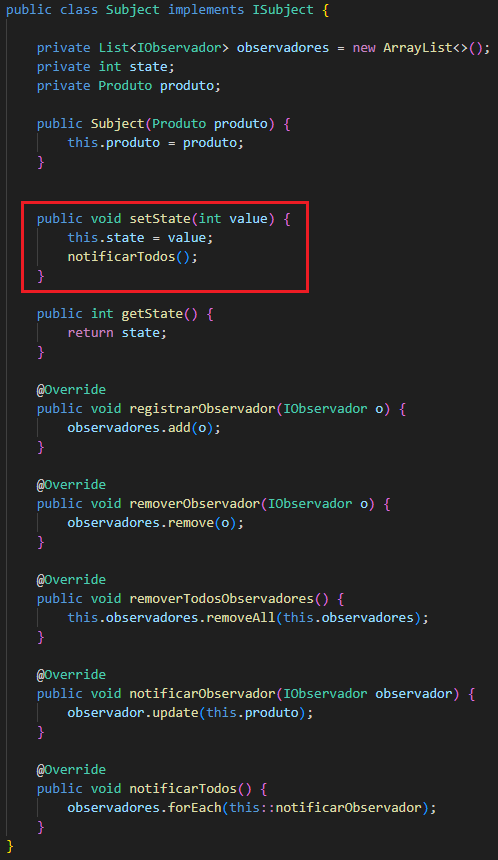 public class Subject implements ISubject {
private List<IObservador> observadores = new ArrayList<>();
private int state;
private Produto produto;
public Subject(Produto produto) {
this.produto = produto;
}
public void setState(int value) {
this.state = value;
notificarTodos();
}
public int getState() {
return state;
}
@Override
public void registrarObservador(IObservador o) {
observadores.add(o);
}
@Override
public void removerObservador(IObservador o) {
observadores.remove(o);
}
@Override
public void removerTodosObservadores() {
this.observadores.removeAll(this.observadores);
}
@Override
public void notificarObservador(IObservador observador) {
observador.update(this.produto);
}
@Override
public void notificarTodos() {
observadores.forEach(this::notificarObservador);
}
}